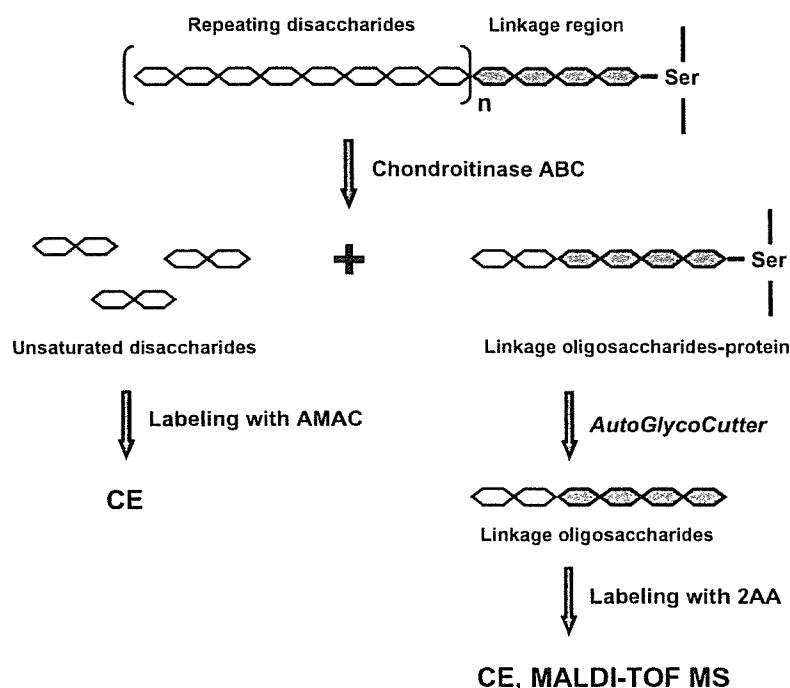 Repeating disaccharides
Linkage region
Ser
n
Chondroitinase ABC
+
Ser
Unsaturated disaccharides
Linkage oligosaccharides-protein
Labeling with AMAC
AutoGlycoCutter
CE
Linkage oligosaccharides
Labeling with 2AA
CE, MALDI-TOF MS